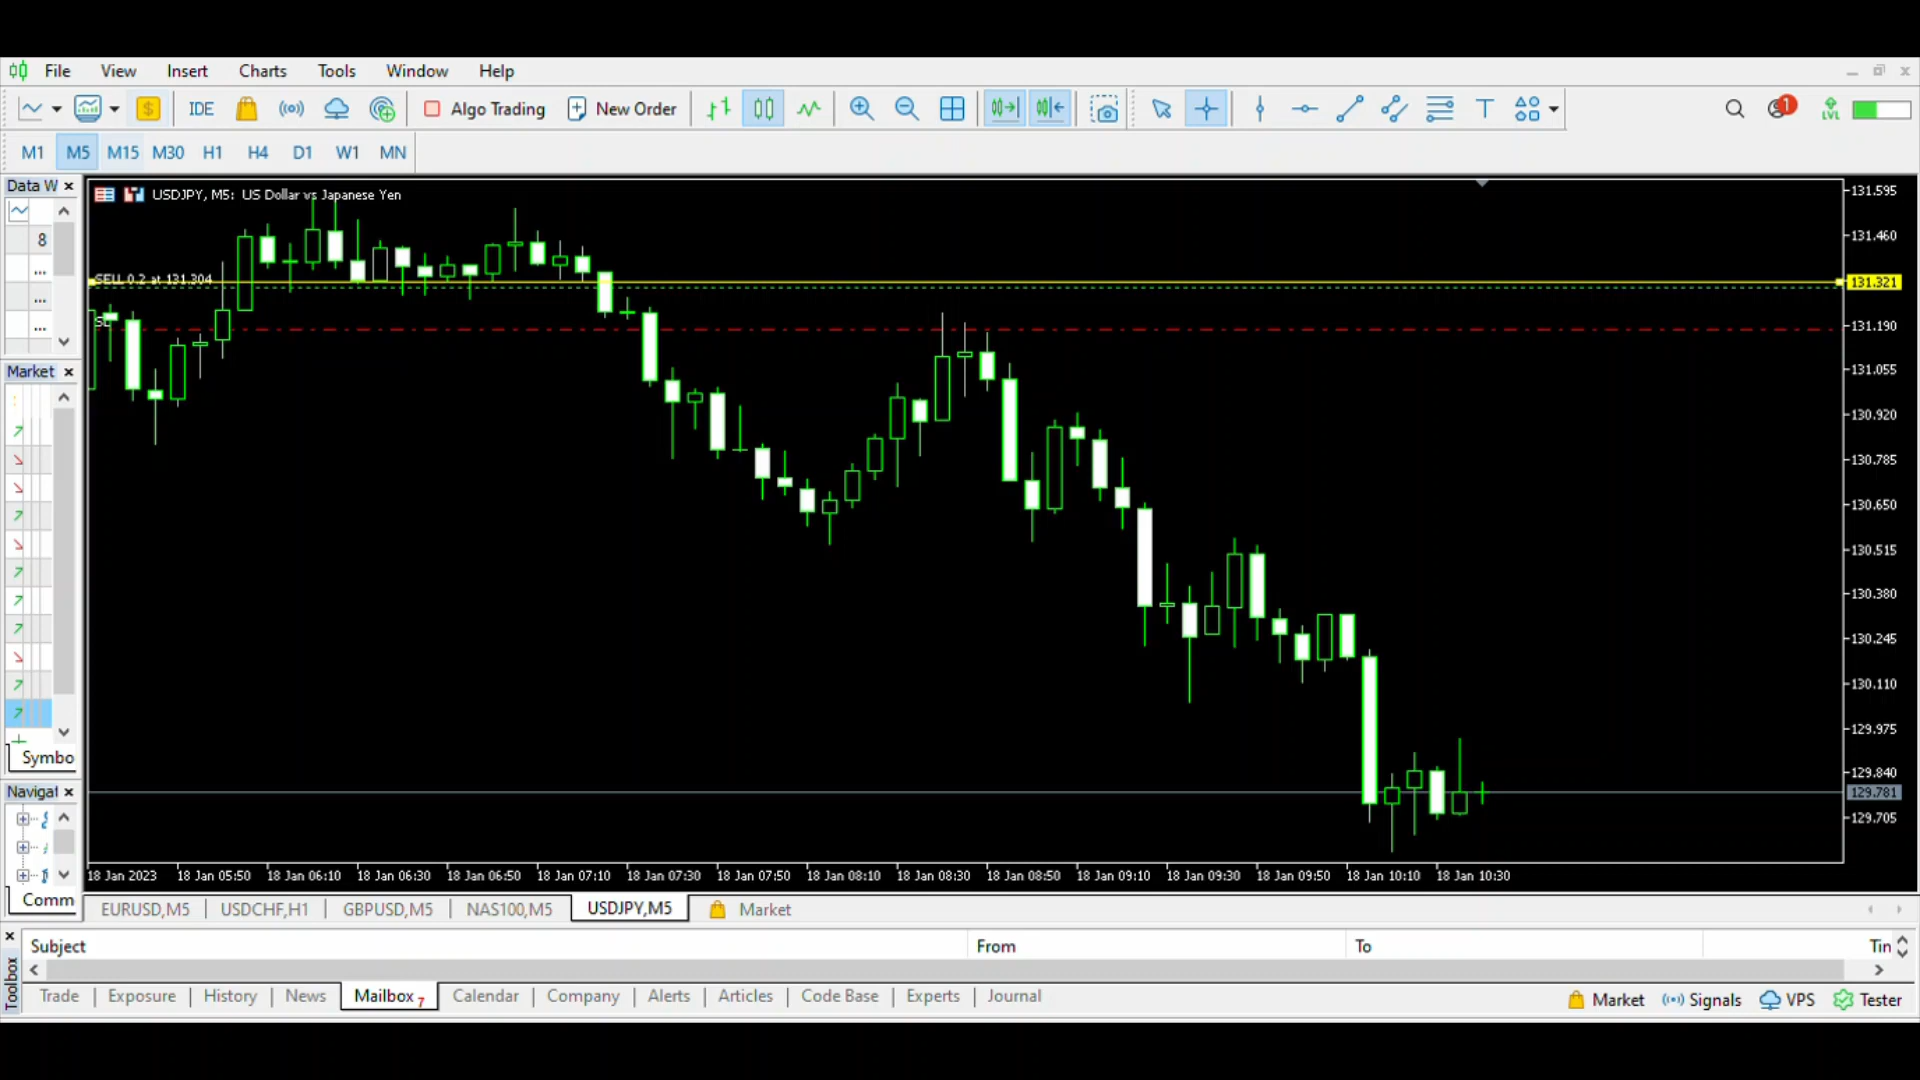 File View Insert Charts Tools Window Help
IDE Algo Trading New Order 1 LVL
M1 M5 M15 M30 H1 H4 D1 W1 MN
Data W
8
...
...
...
Market
Symbo
Navigat
Comm
USDJPY, M5: US Dollar vs Japanese Yen
SELL 0.2 at 131.304
SL
131.595
131.460
131.321
131.190
131.055
130.920
130.785
130.650
130.515
130.380
130.245
130.110
129.975
129.840
129.781
129.705
18 Jan 2023 18 Jan 05:50 18 Jan 06:10 18 Jan 06:30 18 Jan 06:50 18 Jan 07:10 18 Jan 07:30 18 Jan 07:50 18 Jan 08:10 18 Jan 08:30 18 Jan 08:50 18 Jan 09:10 18 Jan 09:30 18 Jan 09:50 18 Jan 10:10 18 Jan 10:30
EURUSD,M5 USDCHF,H1 GBPUSD,M5 NAS100,M5 USDJPY,M5 Market
Subject From To Tin
Toolbox
Trade Exposure History News Mailbox 7 Calendar Company Alerts Articles Code Base Experts Journal
Market Signals VPS Tester